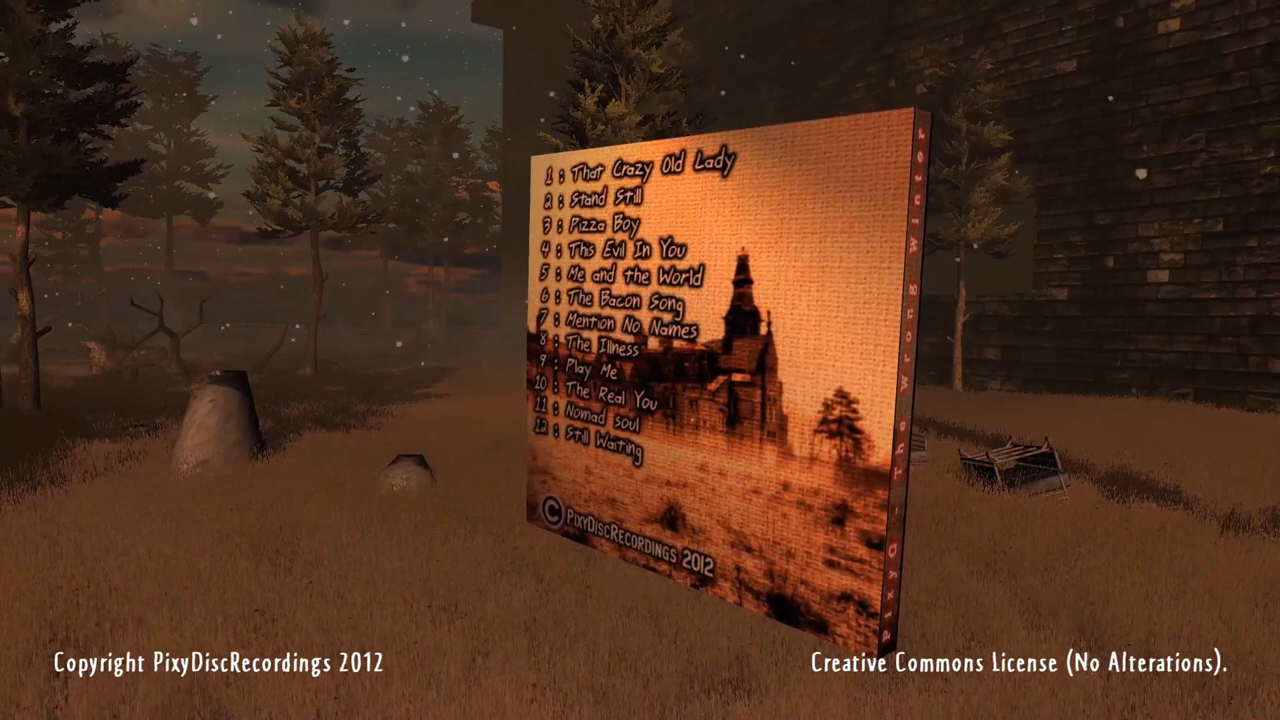 1 : That Crazy Old Lady
2 : Stand Still
3 : Pizza Boy
4 : This Evil In You
5 : Me and the World
6 : The Bacon Song
7 : Mention No Names
8 : The Illness
9 : Play Me
10 : The Real You
11 : Nomad soul
12 : Still Waiting
© PixyDiscRecordings 2012
PixyD - The Wrong Winter
Copyright PixyDiscRecordings 2012
Creative Commons License (No Alterations).